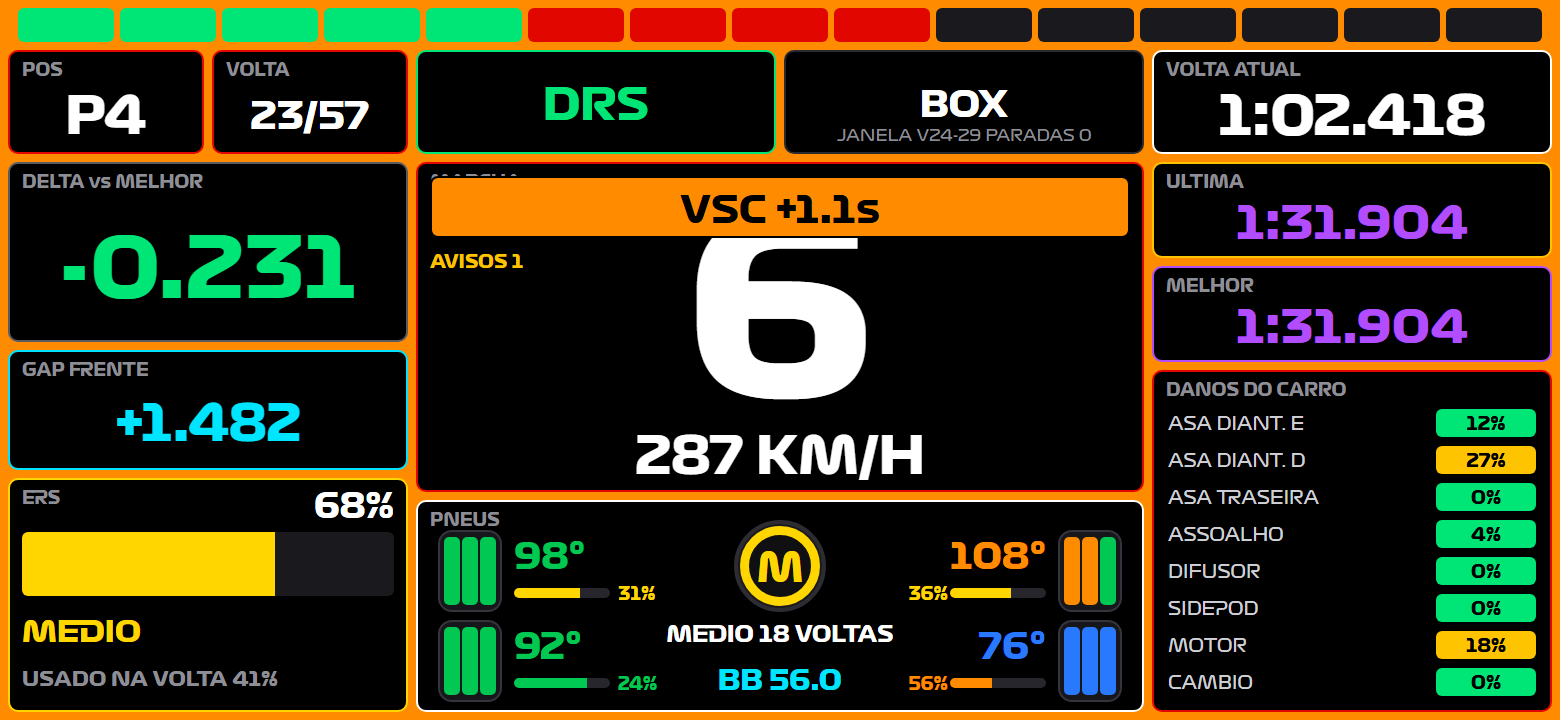 POS
P4
VOLTA
23/57
DRS
BOX
JANELA V24-29 PARADAS 0
VOLTA ATUAL
1:02.418
DELTA vs MELHOR
-0.231
VSC +1.1s
AVISOS 1
6
287 KM/H
ULTIMA
1:31.904
MELHOR
1:31.904
GAP FRENTE
+1.482
ERS
68%
MEDIO
USADO NA VOLTA 41%
PNEUS
98°
31%
92°
24%
M
MEDIO 18 VOLTAS
BB 56.0
108°
36%
76°
56%
DANOS DO CARRO
ASA DIANT. E 12%
ASA DIANT. D 27%
ASA TRASEIRA 0%
ASSOALHO 4%
DIFUSOR 0%
SIDEPOD 0%
MOTOR 18%
CAMBIO 0%